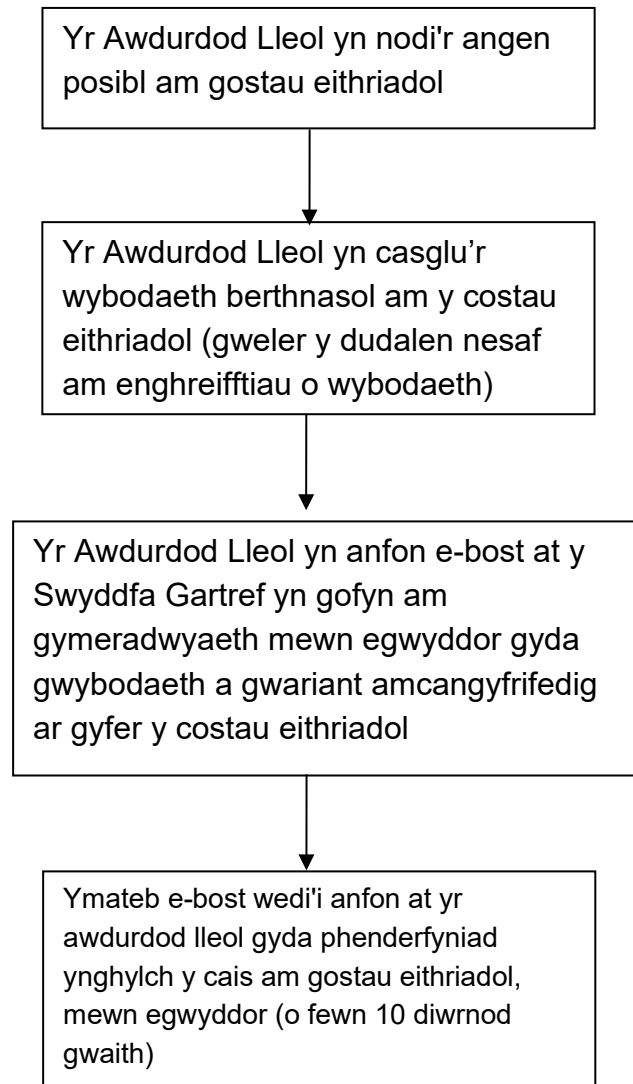 Yr Awdurdod Lleol yn nodi'r angen
posibl am gostau eithriadol
Yr Awdurdod Lleol yn casglu’r
wybodaeth berthnasol am y costau
eithriadol (gweler y dudalen nesaf
am enghreifftiau o wybodaeth)
Yr Awdurdod Lleol yn anfon e-bost at y
Swyddfa Gartref yn gofyn am
gymeradwyaeth mewn egwyddor gyda
gwybodaeth a gwariant amcangyfrifedig
ar gyfer y costau eithriadol
Ymateb e-bost wedi'i anfon at yr
awdurdod lleol gyda phenderfyniad
ynghylch y cais am gostau eithriadol,
mewn egwyddor (o fewn 10 diwrnod
gwaith)